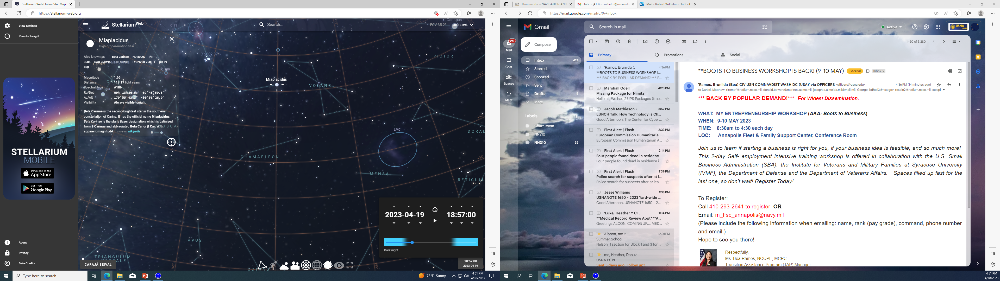 Stellarium Web Online Star Map
https://stellarium-web.org
View Settings
Planets Tonight
STELLARIUM
MOBILE
Download on the
App Store
GET IT ON
Google Play
About
Privacy
Data Credits
Stellarium Web
Search...
FOV 35.2°
OBSERVE
Canopus
C 91
Miaplacidus
High proper-motion Star
Also known as Beta Carinae HD 80007 HR
3685 SAO 250495 HIP 45238 TYC 9200-2603-1 CD-69
600
Gacrux
Magnitude 1.66
Distance 113.17 light years
Spectral Type A1III-
Ra/Dec 09h 13m26.6s -69°48'59.5"
Az/Alt 179°55'43.7" +30°56'26.9"
Visibility Always visible tonight
Beta Carinae is the second-brightest star in the southern
constellation of Carina. It has the official name Miaplacidus;
Beta Carinae is the star's Bayer designation, which is Latinised
from β Carinae and abbreviated Beta Car or β Car. With
apparent magnitude... more on wikipedia
IC 2602 37
Miaplacidus
VOLANS
PICTOR
LMC
DORAD
CHAMAELEON
MENSA
RETICULU
APUS
TRIANGULUM
AUSTRALE
OCTANS
CARAJÁ SEIVAL
2023-04-19 18:57:00
Dark night
18:57:00
2023-04-19
Type here to search
73°F Sunny
4:51 PM
4/18/2023
Homeworks – NAVIGATION AND
Inbox (413) - rwilhelm@usna.edu
Mail - Robert Wilhelm - Outlook
https://mail.google.com/mail/u/0/#inbox
Gmail
Search in mail
Active
USNA
Apps
99+
Mail
Chat
Spaces
Meet
Compose
Inbox 413
Starred
Snoozed
Sent
Drafts 5
More
Labels
Chart Room
NN210
NN310 52
1–50 of 3,280
Primary
Promotions
Social
'Ramos, Brunilda (. 4:36 PM
**BOOTS TO BUSINESS WORKSHOP I...
*** BACK BY POPULAR DEMAND!*** F...
Marshall Odell 4:23 PM
Missing Package for Nimitz
Hello all, We had 2 UPS Packages (trac...
Jacob Mathieson 2 3:57 PM
LUNCH Talk: How Technology is Ch...
Good Afternoon, The Center for Cyber...
First Alert | Flash 2:33 PM
European Commission Humanitaria...
European Commission Humanitarian A...
First Alert | Flash 2:14 PM
Four people found dead in residenc...
Four people found dead in residence i...
First Alert | Flash 1:39 PM
Police search for suspects after at l...
Police search for suspects after at lea...
Jesse Williams 1:38 PM
USNANOTE 1650 - 2023 Yard-wide ...
Good Afternoon, USNANOTE 1650 - 2...
'Luke, Heather Y CT. 1:34 PM
**Medical Record Review Appt***A...
Greetings ALCON: COMING UP.... MED...
Allyson, me 2 12:01 PM
Summer School
Nelson, 1 section for Block 1 and 3 for ...
me, Heather, Dan 12
USNA PSTs
Sent 5 days ago. Follow up?
**BOOTS TO BUSINESS WORKSHOP IS BACK! (9-10 MAY) External Inbox x
'Ramos, Brunilda (Bea) CIV USN COMNAVDIST WASH DC (USA)' via OFFICERS <officers@usna.edu> 4:36 PM (14 minutes ago)
to Daniel, Matthew, rlrempf@radium.ncsc.mil, donald.bowers@marines.usmc.mil, joseph.e.almeida.mil@mail.mil, George, bdholl3@nsa.gov, respin2@radium.ncsc.mil, xtespi
*** BACK BY POPULAR DEMAND!*** For Widest Dissemination.
WHAT: MY ENTREPRENEURSHIP WORKSHOP (AKA: Boots to Business)
WHEN: 9-10 MAY 2023
TIME: 8:30am to 4:30 each day
LOC: Annapolis Fleet & Family Support Center, Conference Room
Join us to learn if starting a business is right for you, if your business idea is feasible, and so much more!
This 2-day Self- employment intensive training workshop is offered in collaboration with the U.S. Small
Business Administration (SBA), the Institute for Veterans and Military Families at Syracuse University
(IVMF), the Department of Defense and the Department of Veterans Affairs. Spaces filled up fast for the
last one, so don't wait! Register Today!
To Register:
Call 410-293-2641 to register OR
Email: m_ffsc_annapolis@navy.mil
(Please include the following information when emailing: name, rank (pay grade), command, phone number
and email.)
Hope to see you there!
Respectfully,
Ms. Bea Ramos, NCOPE, MCPC
Transition Assistance Program (TAP) Manager
4:51 PM
4/18/2023